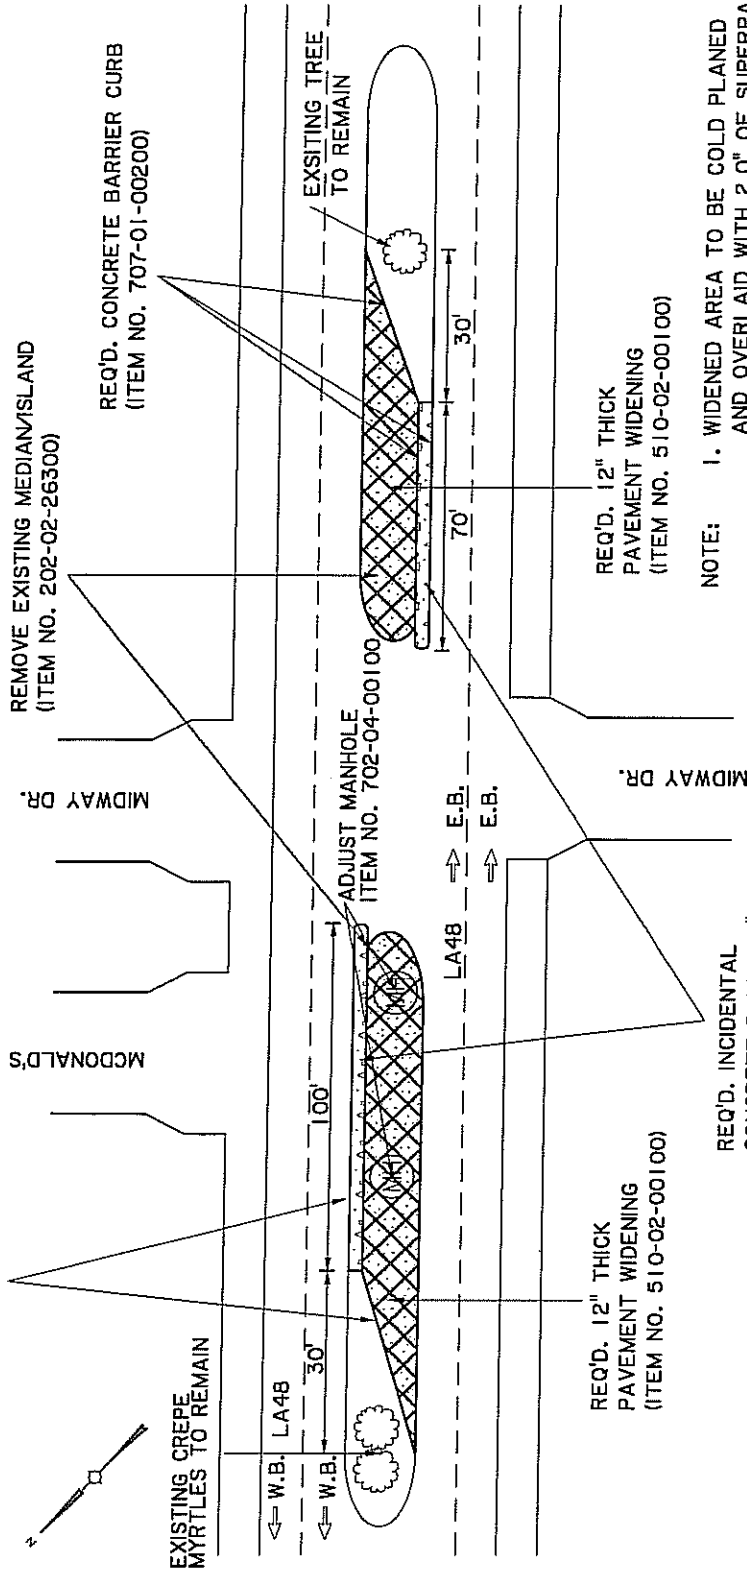 REMOVE EXISTING MEDIAN/ISLAND
(ITEM NO. 202-02-26300)
REQ'D. CONCRETE BARRIER CURB
(ITEM NO. 707-01-00200)
MCDONALD'S
MIDWAY DR.
N
EXISTING CREPE
MYRTLES TO REMAIN
EXSITING TREE
TO REMAIN
ADJUST MANHOLE
ITEM NO. 702-04-00100
W.B. LA48
W.B.
30'
100'
MH
MH
LA48
E.B.
E.B.
70'
30'
REQ'D. 12" THICK
PAVEMENT WIDENING
(ITEM NO. 510-02-00100)
REQ'D. 12" THICK
PAVEMENT WIDENING
(ITEM NO. 510-02-00100)
MIDWAY DR.
REQ'D. INCIDENTAL
NOTE: 1. WIDENED AREA TO BE COLD PLANED
AND OVERLAID WITH 2.0" OF